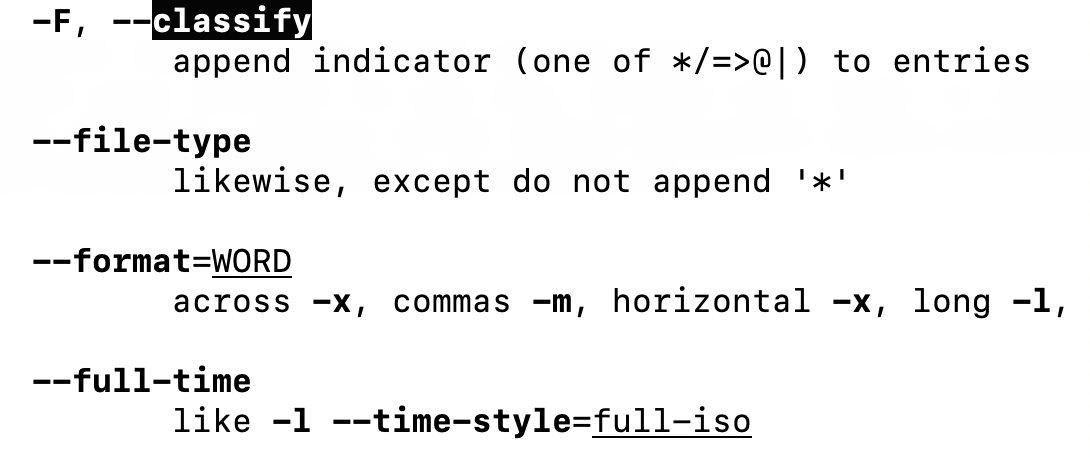 -F, --classify
append indicator (one of */=>@|) to entries
--file-type
likewise, except do not append '*'
--format=WORD
across -x, commas -m, horizontal -x, long -l,
--full-time
like -l --time-style=full-iso